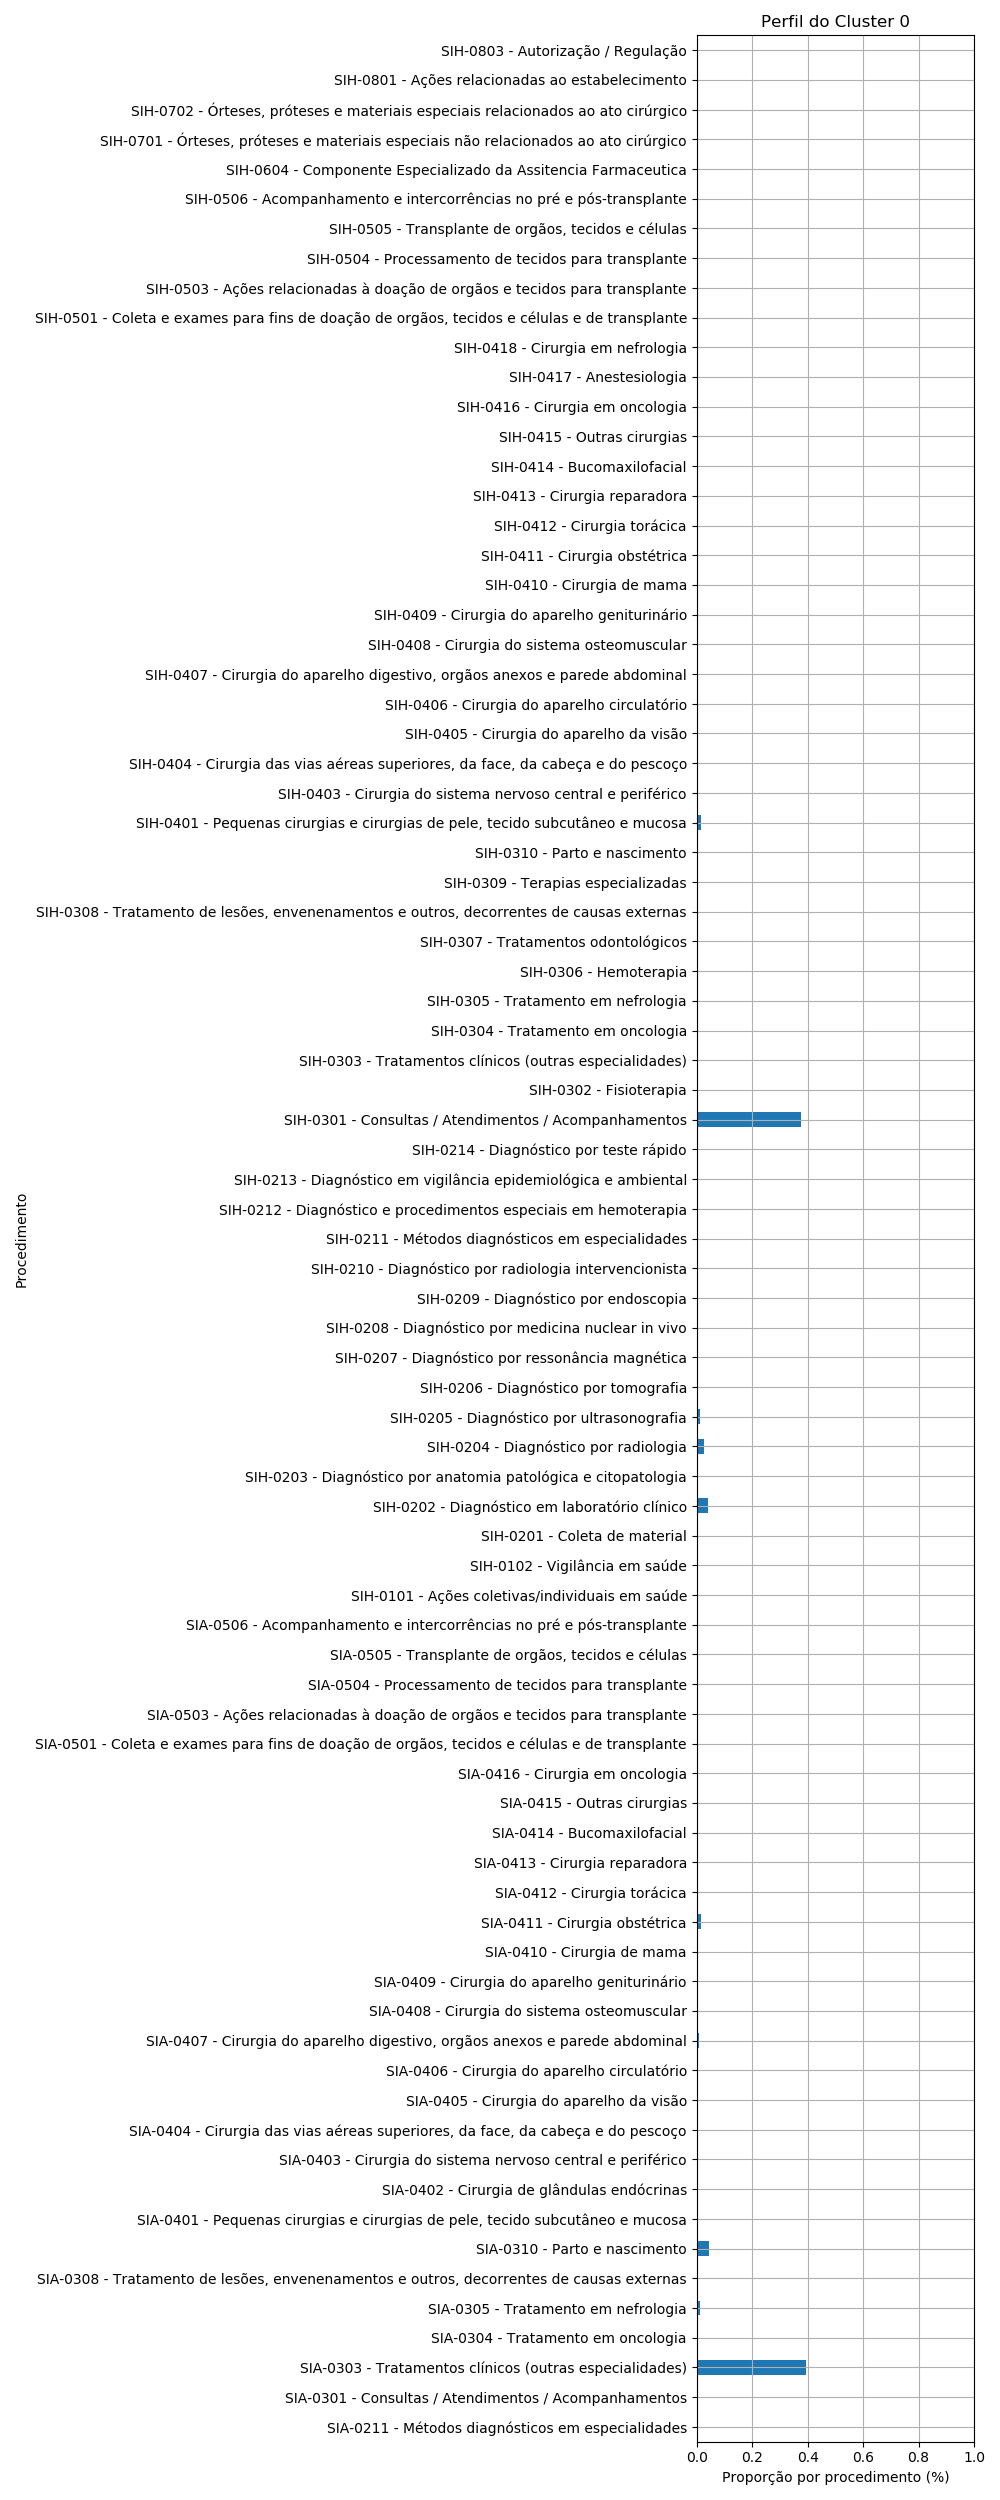 Perfil do Cluster 0
SIH-0803 - Autorização / Regulação
SIH-0801 - Ações relacionadas ao estabelecimento
SIH-0702 - Órteses, próteses e materiais especiais relacionados ao ato cirúrgico
SIH-0701 - Órteses, próteses e materiais especiais não relacionados ao ato cirúrgico
SIH-0604 - Componente Especializado da Assitencia Farmaceutica
SIH-0506 - Acompanhamento e intercorrências no pré e pós-transplante
SIH-0505 - Transplante de orgãos, tecidos e células
SIH-0504 - Processamento de tecidos para transplante
SIH-0503 - Ações relacionadas à doação de orgãos e tecidos para transplante
SIH-0501 - Coleta e exames para fins de doação de orgãos, tecidos e células e de transplante
SIH-0418 - Cirurgia em nefrologia
SIH-0417 - Anestesiologia
SIH-0416 - Cirurgia em oncologia
SIH-0415 - Outras cirurgias
SIH-0414 - Bucomaxilofacial
SIH-0413 - Cirurgia reparadora
SIH-0412 - Cirurgia torácica
SIH-0411 - Cirurgia obstétrica
SIH-0410 - Cirurgia de mama
SIH-0409 - Cirurgia do aparelho geniturinário
SIH-0408 - Cirurgia do sistema osteomuscular
SIH-0407 - Cirurgia do aparelho digestivo, orgãos anexos e parede abdominal
SIH-0406 - Cirurgia do aparelho circulatório
SIH-0405 - Cirurgia do aparelho da visão
SIH-0404 - Cirurgia das vias aéreas superiores, da face, da cabeça e do pescoço
SIH-0403 - Cirurgia do sistema nervoso central e periférico
SIH-0401 - Pequenas cirurgias e cirurgias de pele, tecido subcutâneo e mucosa
SIH-0310 - Parto e nascimento
SIH-0309 - Terapias especializadas
SIH-0308 - Tratamento de lesões, envenenamentos e outros, decorrentes de causas externas
SIH-0307 - Tratamentos odontológicos
SIH-0306 - Hemoterapia
SIH-0305 - Tratamento em nefrologia
SIH-0304 - Tratamento em oncologia
SIH-0303 - Tratamentos clínicos (outras especialidades)
SIH-0302 - Fisioterapia
SIH-0301 - Consultas / Atendimentos / Acompanhamentos
SIH-0214 - Diagnóstico por teste rápido
SIH-0213 - Diagnóstico em vigilância epidemiológica e ambiental
SIH-0212 - Diagnóstico e procedimentos especiais em hemoterapia
SIH-0211 - Métodos diagnósticos em especialidades
SIH-0210 - Diagnóstico por radiologia intervencionista
SIH-0209 - Diagnóstico por endoscopia
SIH-0208 - Diagnóstico por medicina nuclear in vivo
SIH-0207 - Diagnóstico por ressonância magnética
SIH-0206 - Diagnóstico por tomografia
SIH-0205 - Diagnóstico por ultrasonografia
SIH-0204 - Diagnóstico por radiologia
SIH-0203 - Diagnóstico por anatomia patológica e citopatologia
SIH-0202 - Diagnóstico em laboratório clínico
SIH-0201 - Coleta de material
SIH-0102 - Vigilância em saúde
SIH-0101 - Ações coletivas/individuais em saúde
SIA-0506 - Acompanhamento e intercorrências no pré e pós-transplante
SIA-0505 - Transplante de orgãos, tecidos e células
SIA-0504 - Processamento de tecidos para transplante
SIA-0503 - Ações relacionadas à doação de orgãos e tecidos para transplante
SIA-0501 - Coleta e exames para fins de doação de orgãos, tecidos e células e de transplante
SIA-0416 - Cirurgia em oncologia
SIA-0415 - Outras cirurgias
SIA-0414 - Bucomaxilofacial
SIA-0413 - Cirurgia reparadora
SIA-0412 - Cirurgia torácica
SIA-0411 - Cirurgia obstétrica
SIA-0410 - Cirurgia de mama
SIA-0409 - Cirurgia do aparelho geniturinário
SIA-0408 - Cirurgia do sistema osteomuscular
SIA-0407 - Cirurgia do aparelho digestivo, orgãos anexos e parede abdominal
SIA-0406 - Cirurgia do aparelho circulatório
SIA-0405 - Cirurgia do aparelho da visão
SIA-0404 - Cirurgia das vias aéreas superiores, da face, da cabeça e do pescoço
SIA-0403 - Cirurgia do sistema nervoso central e periférico
SIA-0402 - Cirurgia de glândulas endócrinas
SIA-0401 - Pequenas cirurgias e cirurgias de pele, tecido subcutâneo e mucosa
SIA-0310 - Parto e nascimento
SIA-0308 - Tratamento de lesões, envenenamentos e outros, decorrentes de causas externas
SIA-0305 - Tratamento em nefrologia
SIA-0304 - Tratamento em oncologia
SIA-0303 - Tratamentos clínicos (outras especialidades)
SIA-0301 - Consultas / Atendimentos / Acompanhamentos
SIA-0211 - Métodos diagnósticos em especialidades
Procedimento
0.0 0.2 0.4 0.6 0.8 1.0
Proporção por procedimento (%)